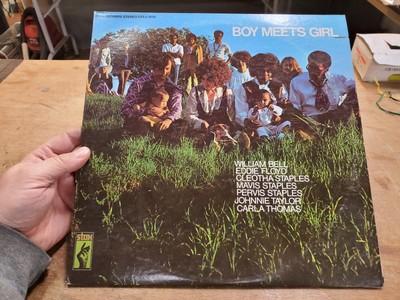 BOY MEETS GIRL
WILLIAM BELL
EDDIE FLOYD
CLEOTHA STAPLES
MAVIS STAPLES
PERVIS STAPLES
JOHNNIE TAYLOR
CARLA THOMAS
stax